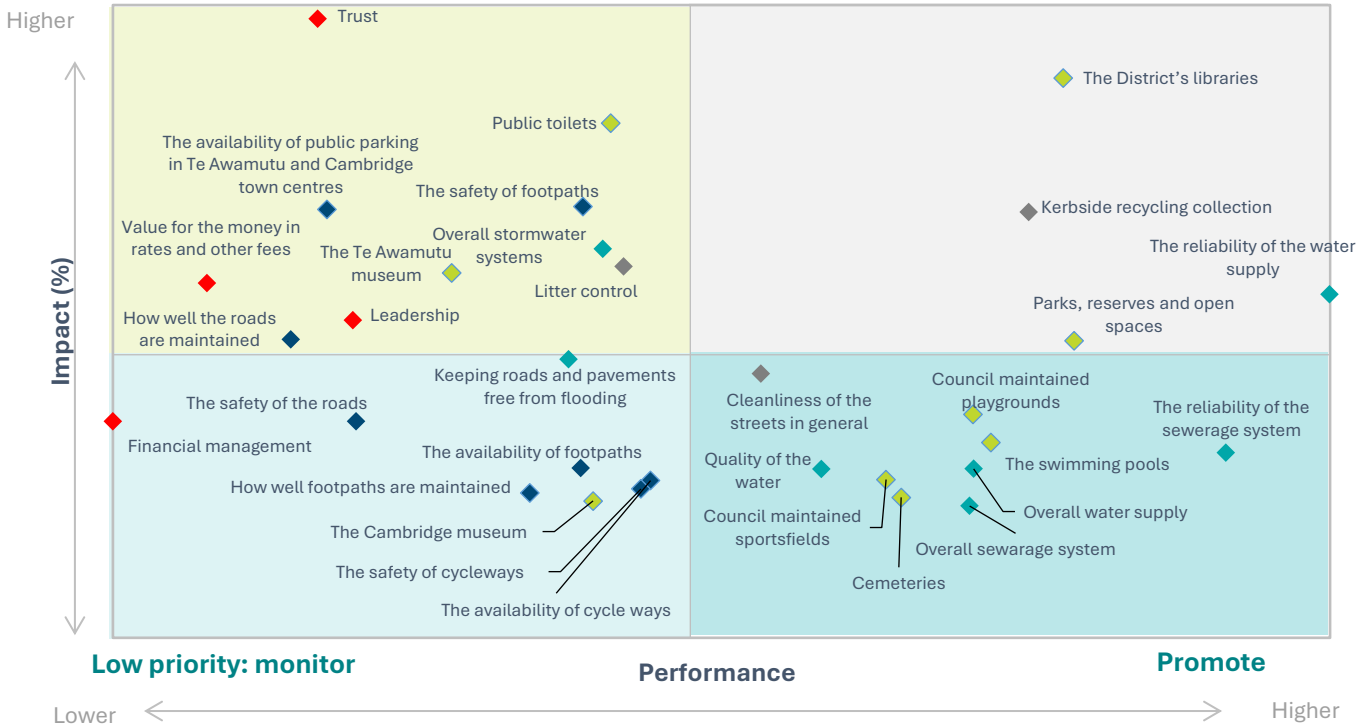 Higher
Trust
The District's libraries
Public toilets
The availability of public parking
in Te Awamutu and Cambridge
town centres
The safety of footpaths
Kerbside recycling collection
Value for the money in
rates and other fees
Overall stormwater
systems
The Te Awamutu
museum
The reliability of the water
supply
Litter control
Parks, reserves and open
spaces
Leadership
How well the roads
are maintained
Impact (%)
Keeping roads and pavements
free from flooding
Council maintained
playgrounds
Cleanliness of the
streets in general
The safety of the roads
The reliability of the
sewerage system
Financial management
The availability of footpaths
Quality of the
water
The swimming pools
How well footpaths are maintained
Council maintained
sportsfields
Overall water supply
The Cambridge museum
Overall sewarage system
The safety of cycleways
Cemeteries
The availability of cycle ways
Low priority: monitor
Performance
Promote
Lower
Higher